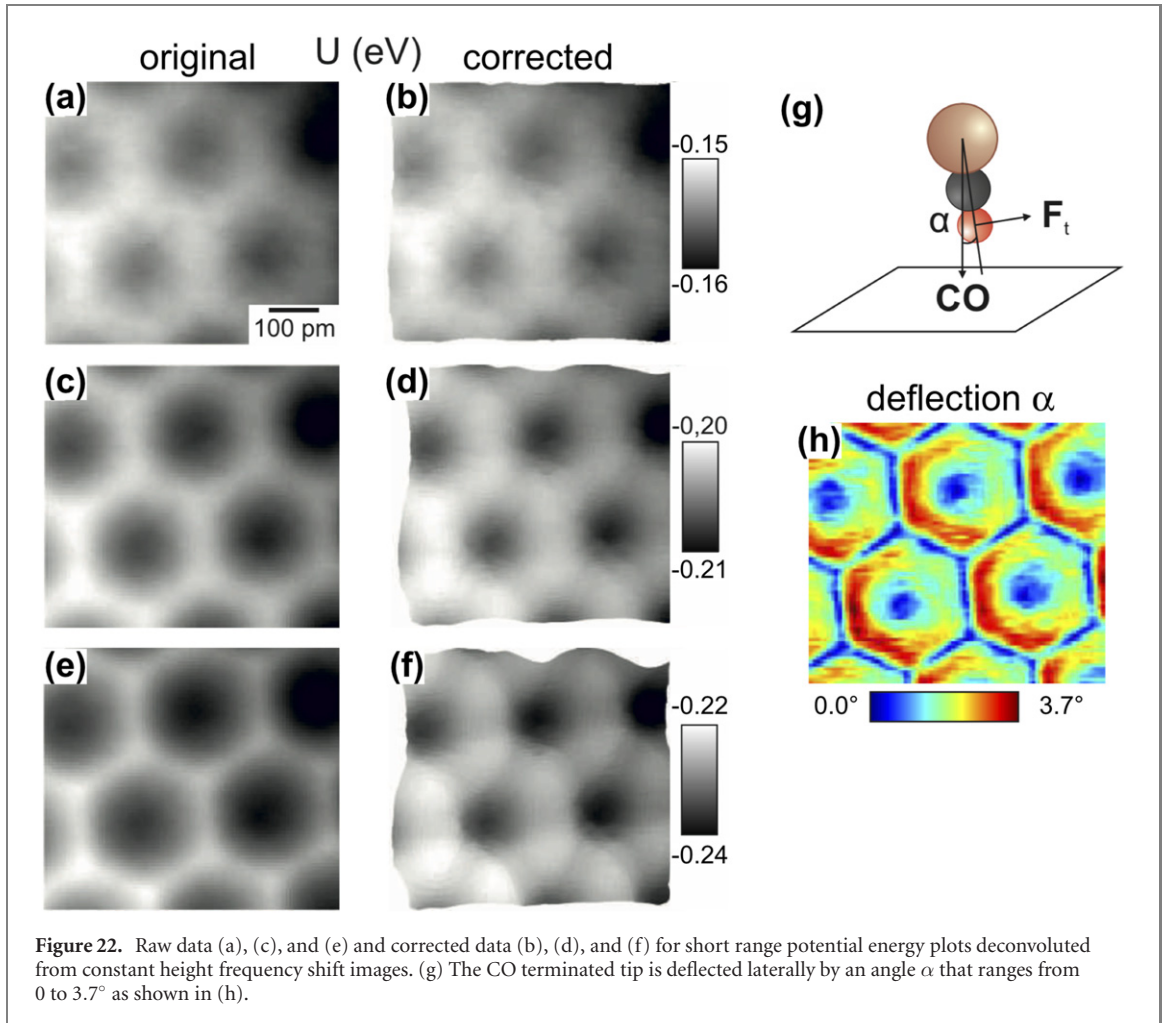 original U (eV) corrected
(a)
(b)
-0.15
-0.16
100 pm
(g)
α
Ft
CO
(c)
(d)
-0,20
-0.21
deflection α
(h)
0.0° 3.7°
(e)
(f)
-0.22
-0.24
Figure 22. Raw data (a), (c), and (e) and corrected data (b), (d), and (f) for short range potential energy plots deconvoluted
from constant height frequency shift images. (g) The CO terminated tip is deflected laterally by an angle α that ranges from
0 to 3.7° as shown in (h).